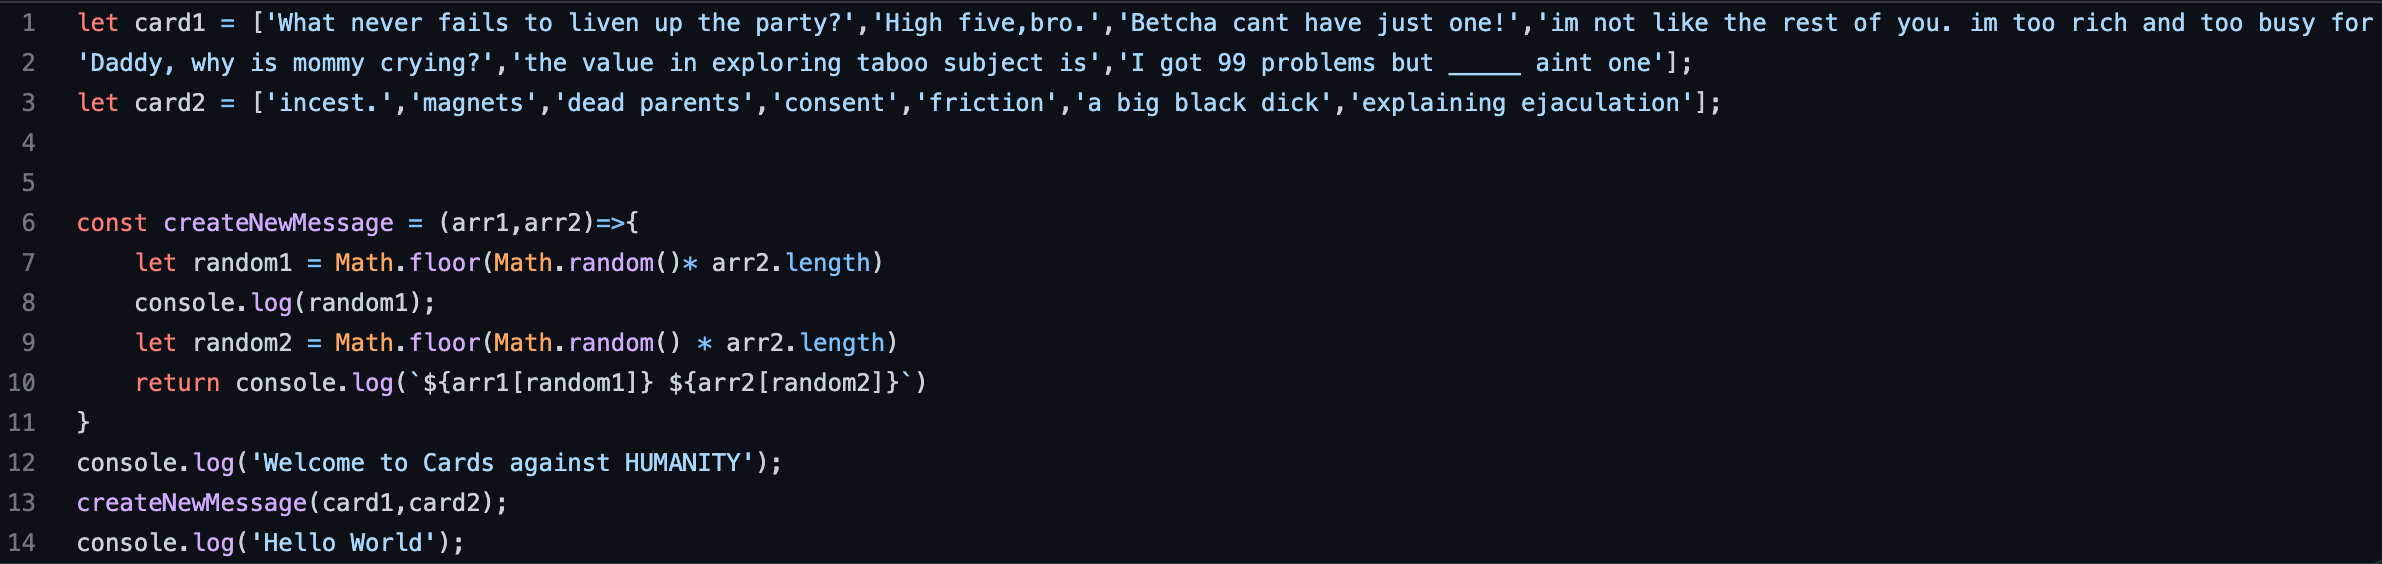 1 let card1 = ['What never fails to liven up the party?','High five,bro.','Betcha cant have just one!','im not like the rest of you. im too rich and too busy for
2 'Daddy, why is mommy crying?','the value in exploring taboo subject is','I got 99 problems but _____ aint one'];
3 let card2 = ['incest.','magnets','dead parents','consent','friction','a big black dick','explaining ejaculation'];
4
5
6 const createNewMessage = (arr1,arr2)=>{
7     let random1 = Math.floor(Math.random()* arr2.length)
8     console.log(random1);
9     let random2 = Math.floor(Math.random() * arr2.length)
10     return console.log(`${arr1[random1]} ${arr2[random2]}`)
11 }
12 console.log('Welcome to Cards against HUMANITY');
13 createNewMessage(card1,card2);
14 console.log('Hello World');